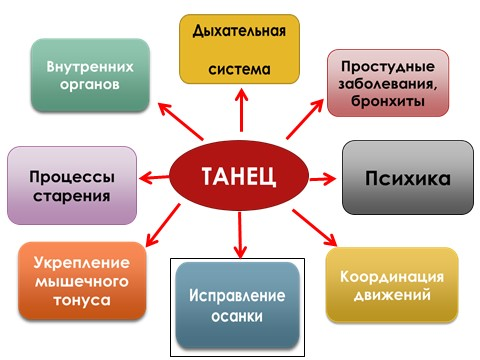 Дыхательная
система
Внутренних
органов
Простудные
заболевания,
бронхиты
Процессы
старения
ТАНЕЦ
Психика
Укрепление
мышечного
тонуса
Исправление
осанки
Координация
движений